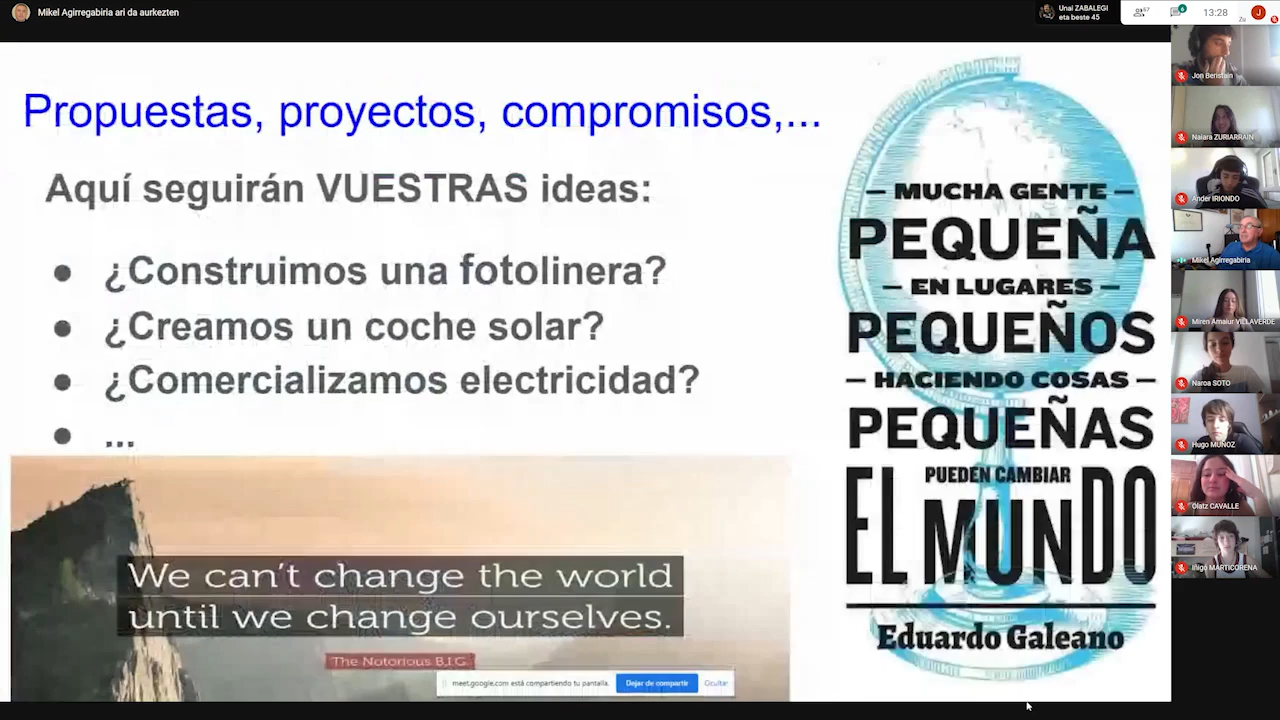 Mikel Agirregabiria ari da aurkezten
Unai ZABALEGI
eta beste 45
57
6
13:28
Zu
J
Propuestas, proyectos, compromisos,...
Aquí seguirán VUESTRAS ideas:
● ¿Construimos una fotolinera?
● ¿Creamos un coche solar?
● ¿Comercializamos electricidad?
● ...
We can't change the world
until we change ourselves.
The Notorious B.I.G.
meet.google.com está compartiendo tu pantalla.
Dejar de compartir
Ocultar
— MUCHA GENTE —
PEQUEÑA
— EN LUGARES —
PEQUEÑOS
— HACIENDO COSAS —
PEQUEÑAS
PUEDEN CAMBIAR
EL MUNDO
Eduardo Galeano
Jon Beristain
Naiara ZURIARRAIN
Ander IRIONDO
Mikel Agirregabiria
Miren Amaiur VILLAVERDE
Naroa SOTO
Hugo MUÑOZ
Olatz CAVALLE
Iñigo MARTICORENA